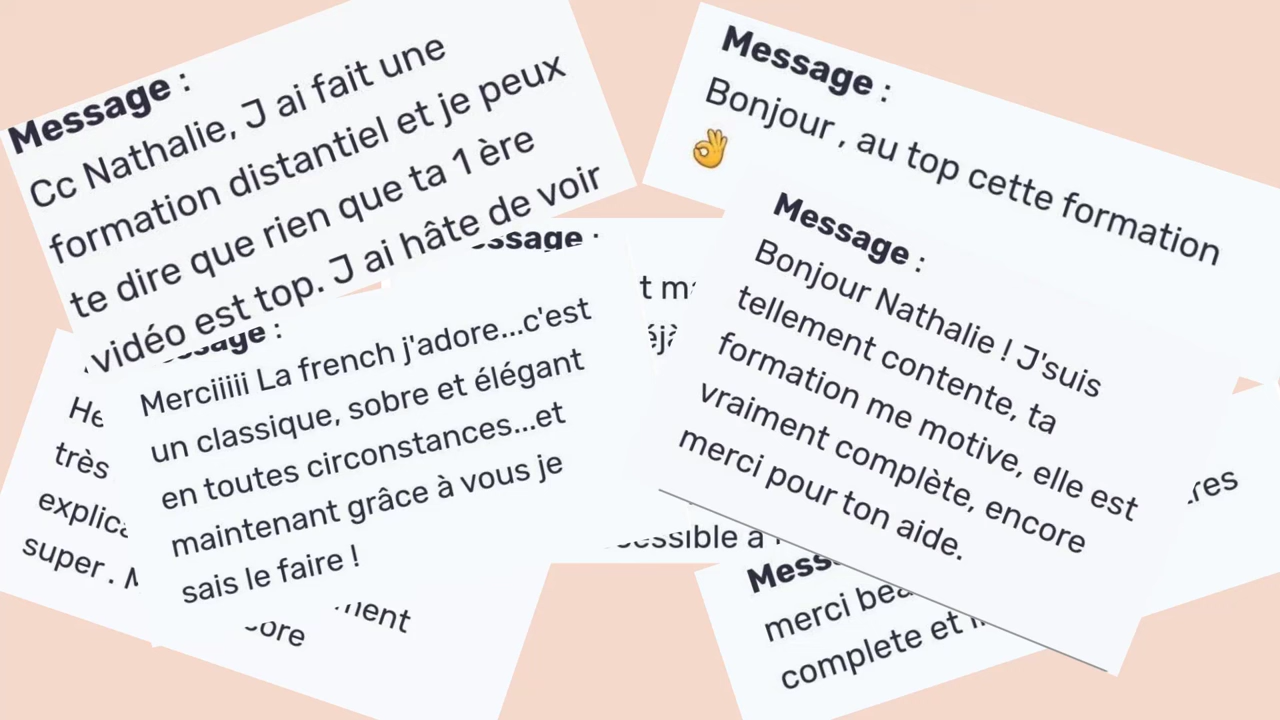 Message :
Cc Nathalie, J ai fait une
formation distantiel et je peux
te dire que rien que ta 1 ère
vidéo est top. J ai hâte de voir
Message :
Bonjour , au top cette formation
👌
Message :
Bonjour Nathalie ! J'suis
tellement contente, ta
formation me motive, elle est
vraiment complète, encore
merci pour ton aide.
Merciiiii La french j'adore...c'est
un classique, sobre et élégant
en toutes circonstances...et
maintenant grâce à vous je
sais le faire !
très
super .
merci
complete et